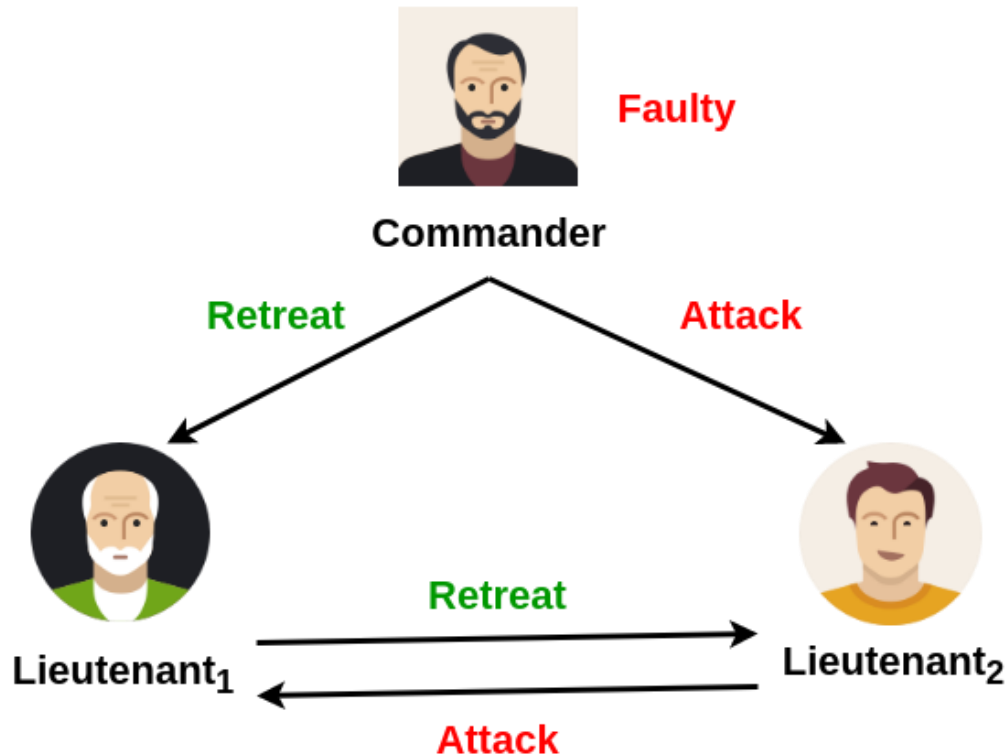 Faulty
Commander
Retreat
Attack
Retreat
Lieutenant₁
Lieutenant₂
Attack